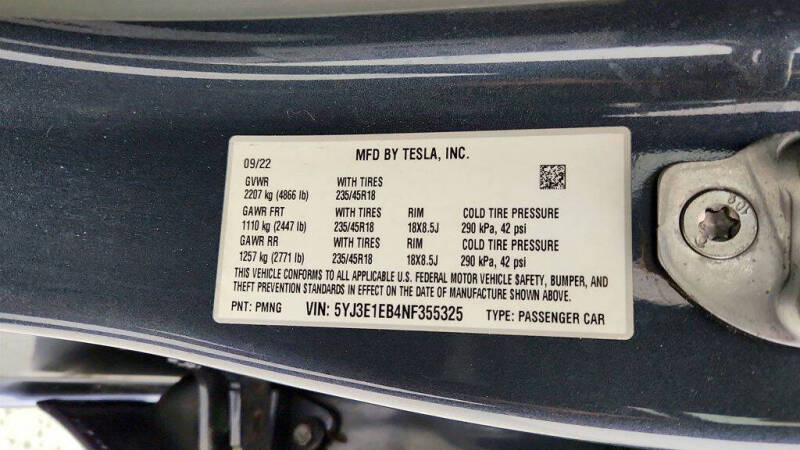 MFD BY TESLA, INC.
09/22
GVWR WITH TIRES
2207 kg (4866 lb) 235/45R18
GAWR FRT WITH TIRES RIM COLD TIRE PRESSURE
1110 kg (2447 lb) 235/45R18 18X8.5J 290 kPa, 42 psi
GAWR RR WITH TIRES RIM COLD TIRE PRESSURE
1257 kg (2771 lb) 235/45R18 18X8.5J 290 kPa, 42 psi
THIS VEHICLE CONFORMS TO ALL APPLICABLE U.S. FEDERAL MOTOR VEHICLE SAFETY, BUMPER, AND
THEFT PREVENTION STANDARDS IN EFFECT ON THE DATE OF MANUFACTURE SHOWN ABOVE.
PNT: PMNG VIN: 5YJ3E1EB4NF355325 TYPE: PASSENGER CAR